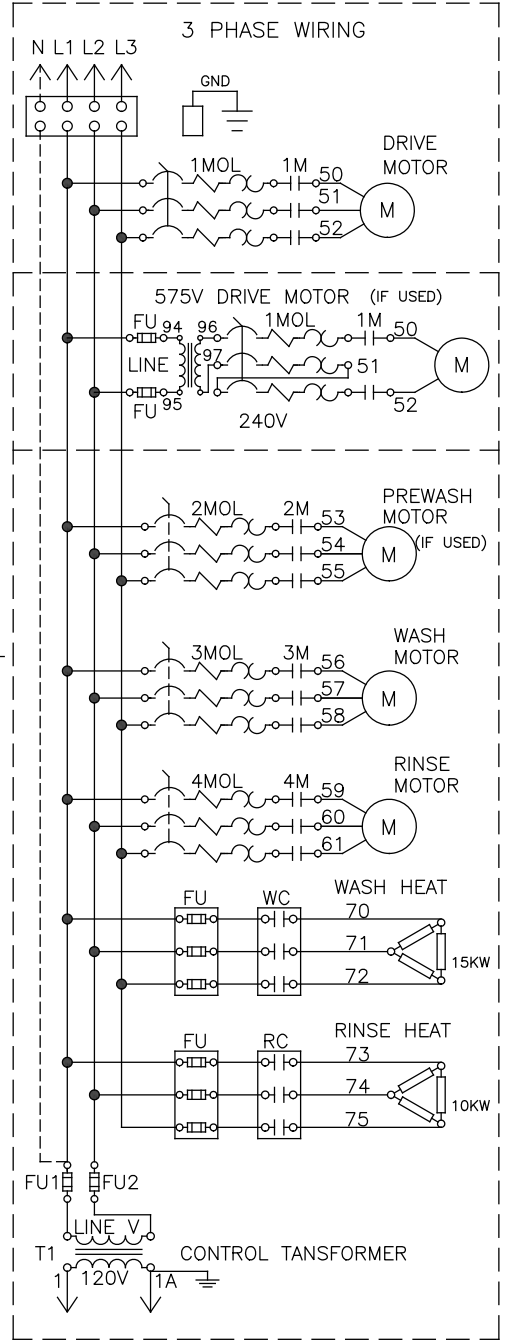 3 PHASE WIRING
N L1 L2 L3
GND
DRIVE
MOTOR
1MOL 1M 50
51
52
M
575V DRIVE MOTOR (IF USED)
FU 94 96 1MOL 1M 50
LINE 97 51
M
FU 95 52
240V
PREWASH
MOTOR
(IF USED)
2MOL 2M 53
54
55
M
WASH
MOTOR
3MOL 3M 56
57
58
M
RINSE
MOTOR
4MOL 4M 59
60
61
M
WASH HEAT
FU WC 70
71
72
15KW
RINSE HEAT
FU RC 73
74
75
10KW
FU1 FU2
LINE V
T1 CONTROL TANSFORMER
1 120V 1A